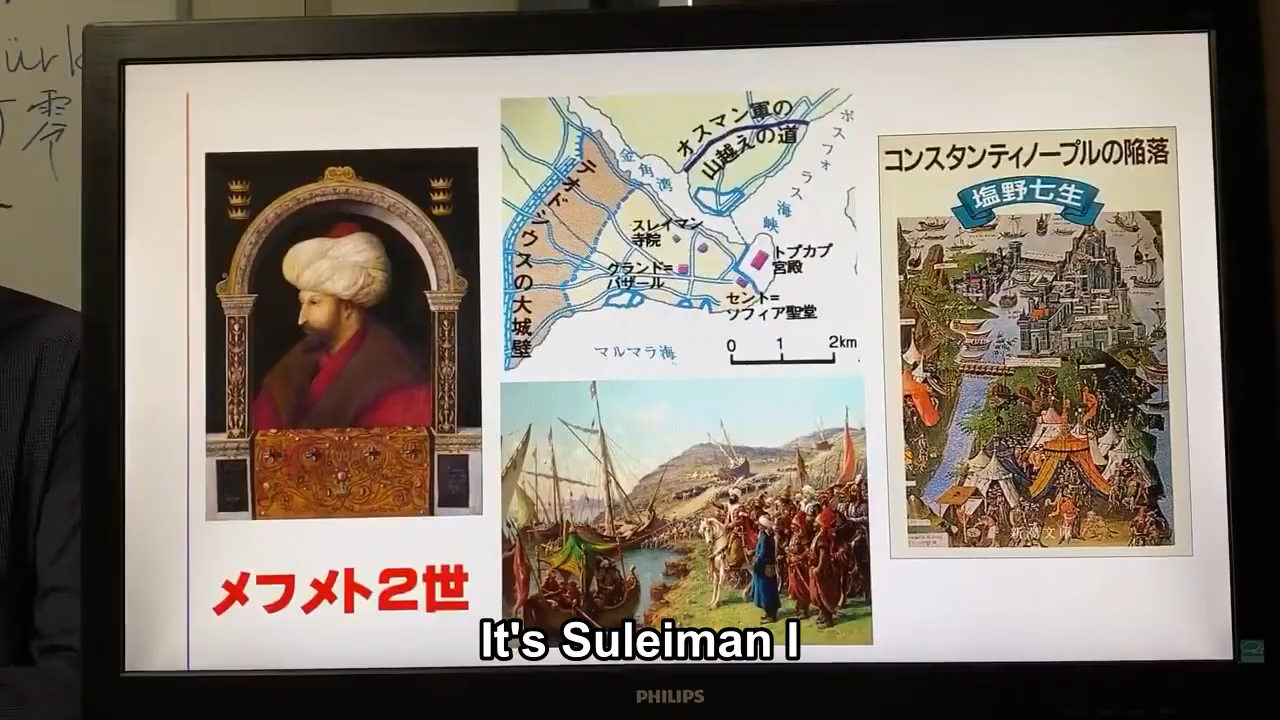 ürk
零
オスマン軍の
山越えの道
ボスフォラス海峡
金角湾
テオドシウスの大城壁
スレイマン
寺院
グランド=
バザール
トプカプ
宮殿
セント=
ソフィア聖堂
マルマラ海
0 1 2km
コンスタンティノープルの陥落
塩野七生
新潮文庫
メフメト2世
It's Suleiman I
PHILIPS